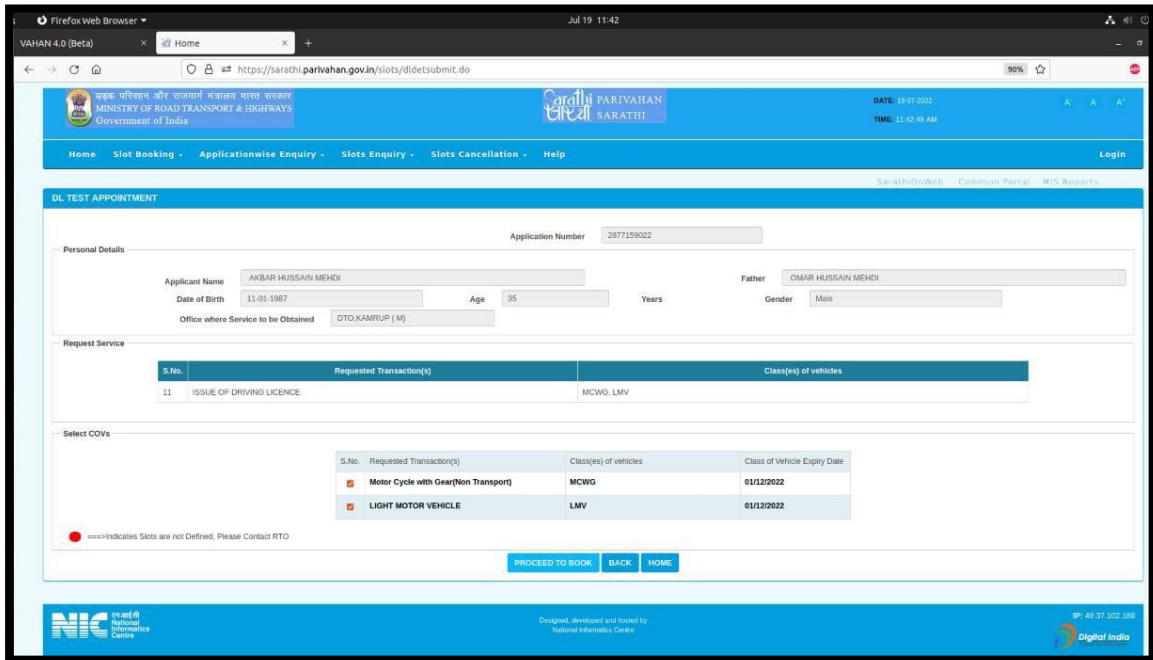 Firefox Web Browser
Jul 19 11:42
VAHAN 4.0 (Beta) × Home × +
https://sarathi.parivahan.gov.in/slots/dldetsubmit.do 90%
सड़क परिवहन और राजमार्ग मंत्रालय भारत सरकार
MINISTRY OF ROAD TRANSPORT & HIGHWAYS
Government of India
Sarathi PARIVAHAN
सारथी SARATHI
DATE: 19-07-2022
TIME: 11:42:49 AM
A- A A+
Home Slot Booking Applicationwise Enquiry Slots Enquiry Slots Cancellation Help Login
SarathiOnWeb Common Portal MIS Reports
DL TEST APPOINTMENT
Application Number 2877159022
Personal Details
Applicant Name AKBAR HUSSAIN MEHDI Father OMAR HUSSAIN MEHDI
Date of Birth 11-01-1987 Age 35 Years Gender Male
Office where Service to be Obtained DTO,KAMRUP ( M)
Request Service
S.No. Requested Transaction(s) Class(es) of vehicles
11 ISSUE OF DRIVING LICENCE MCWG, LMV
Select COVs
S.No. Requested Transaction(s) Class(es) of vehicles Class of Vehicle Expiry Date
Motor Cycle with Gear(Non Transport) MCWG 01/12/2022
LIGHT MOTOR VEHICLE LMV 01/12/2022
===>Indicates Slots are not Defined, Please Contact RTO
PROCEED TO BOOK BACK HOME
NIC
एन आई सी
National
Informatics
Centre
Designed, developed and hosted by
National Informatics Centre
IP: 49.37.102.188
Digital India